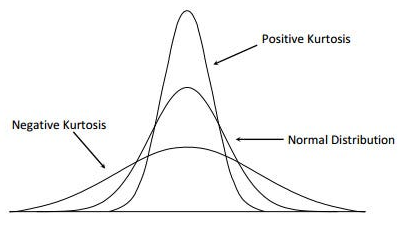 Positive Kurtosis
Negative Kurtosis
Normal Distribution